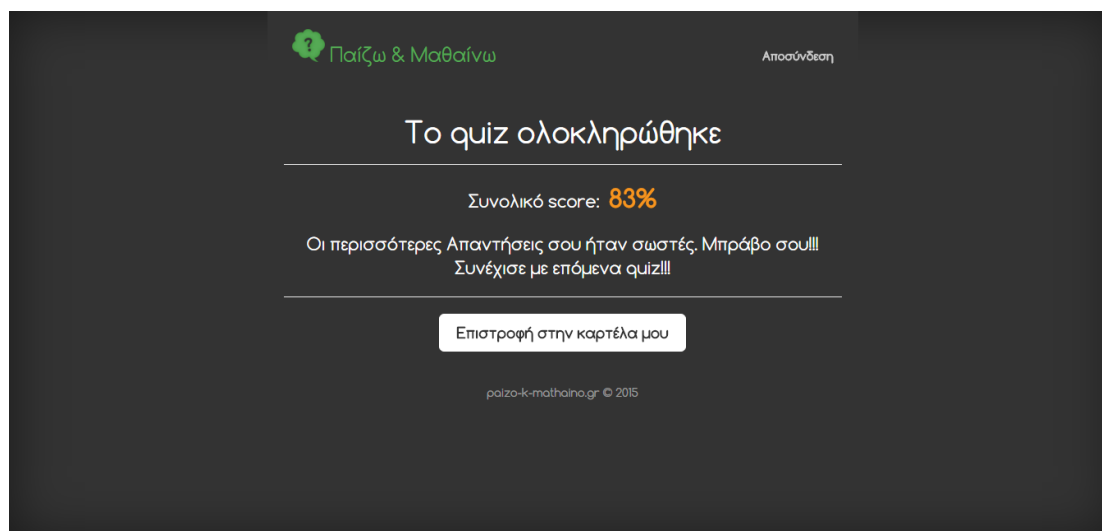 ?
Παίζω & Μαθαίνω
Αποσύνδεση
Το quiz ολοκληρώθηκε
Συνολικό score: 83%
Οι περισσότερες Απαντήσεις σου ήταν σωστές. Μπράβο σου!!!
Συνέχισε με επόμενα quiz!!!
Επιστροφή στην καρτέλα μου
paizo-k-mathaino.gr © 2015